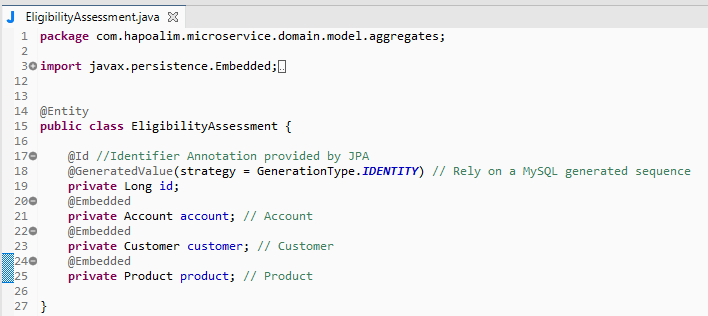 EligibilityAssessment.java
1 package com.hapoalim.microservice.domain.model.aggregates;
2
3 import javax.persistence.Embedded;
12
13
14 @Entity
15 public class EligibilityAssessment {
16
17 @Id //Identifier Annotation provided by JPA
18 @GeneratedValue(strategy = GenerationType.IDENTITY) // Rely on a MySQL generated sequence
19 private Long id;
20 @Embedded
21 private Account account; // Account
22 @Embedded
23 private Customer customer; // Customer
24 @Embedded
25 private Product product; // Product
26
27 }